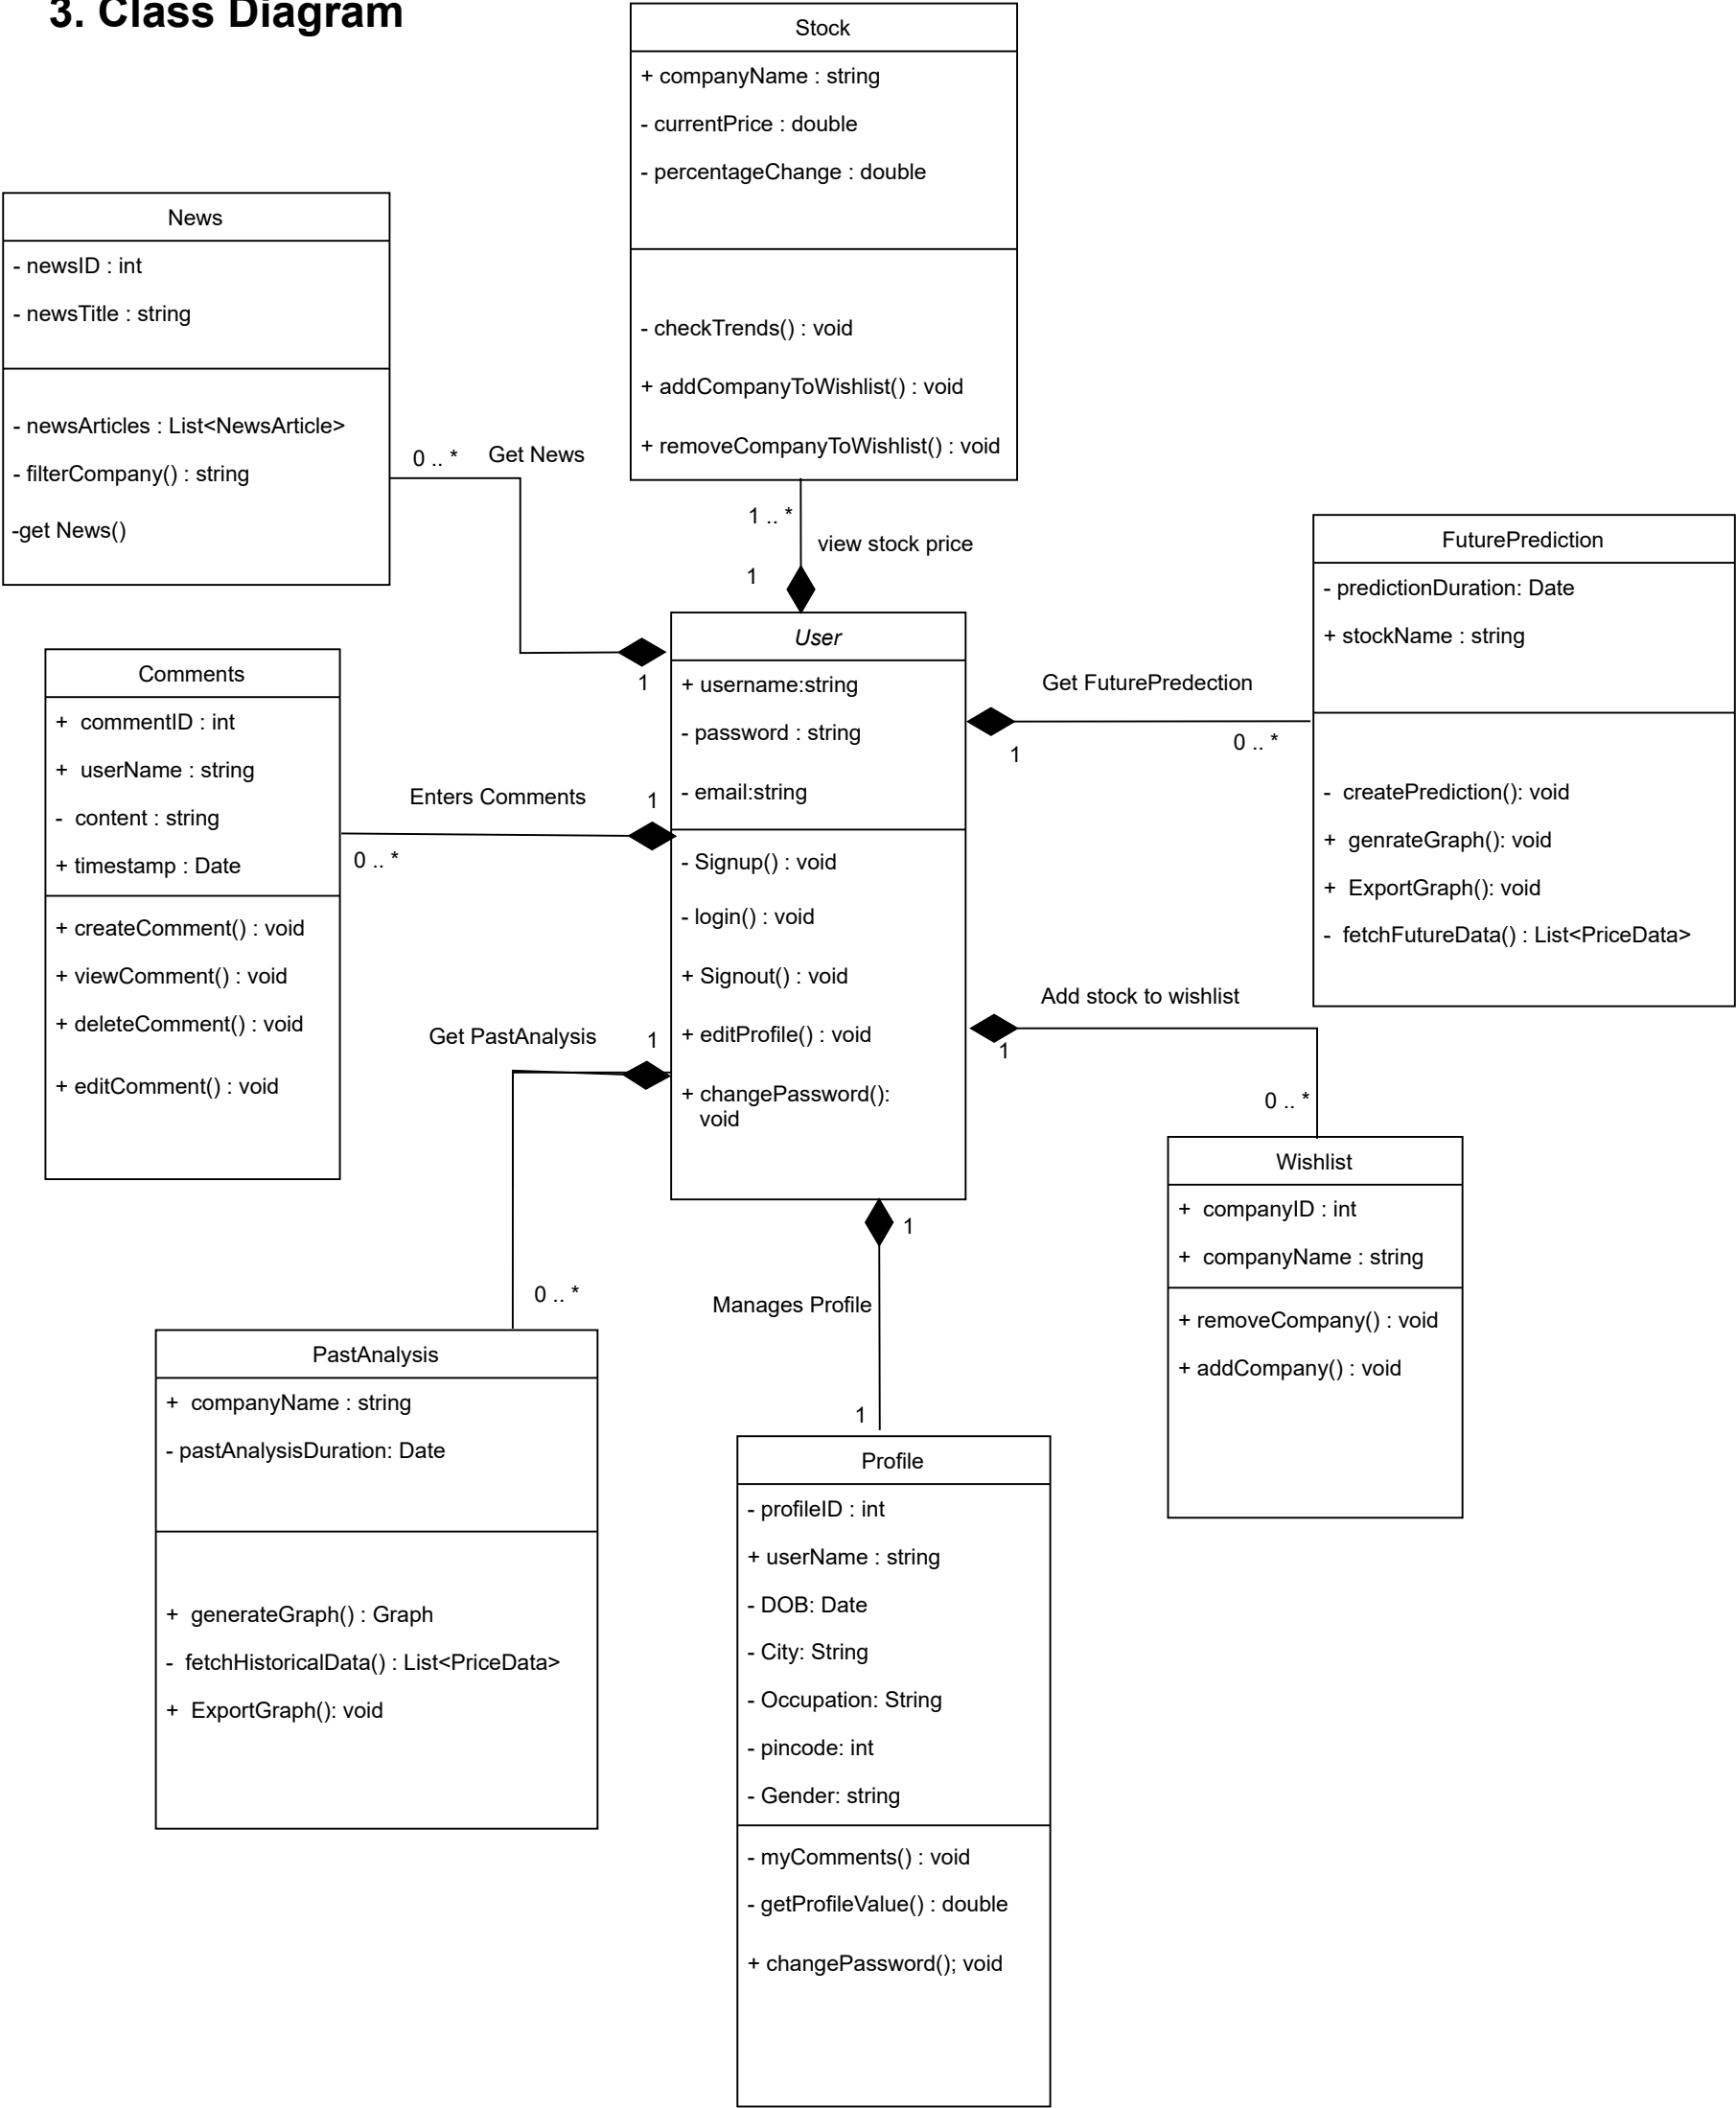 3. Class Diagram
Stock
+ companyName : string
- currentPrice : double
- percentageChange : double
- checkTrends() : void
+ addCompanyToWishlist() : void
+ removeCompanyToWishlist() : void
News
- newsID : int
- newsTitle : string
- newsArticles : List<NewsArticle>
- filterCompany() : string
-get News()
0 .. *
Get News
1
1 .. *
view stock price
1
FuturePrediction
- predictionDuration: Date
+ stockName : string
- createPrediction(): void
+ genrateGraph(): void
+ ExportGraph(): void
- fetchFutureData() : List<PriceData>
User
+ username:string
- password : string
- email:string
- Signup() : void
- login() : void
+ Signout() : void
+ editProfile() : void
+ changePassword():
void
Get FuturePredection
1
0 .. *
Comments
+ commentID : int
+ userName : string
- content : string
+ timestamp : Date
+ createComment() : void
+ viewComment() : void
+ deleteComment() : void
+ editComment() : void
Enters Comments
1
0 .. *
Get PastAnalysis
1
0 .. *
Add stock to wishlist
1
0 .. *
Wishlist
+ companyID : int
+ companyName : string
+ removeCompany() : void
+ addCompany() : void
1
Manages Profile
1
PastAnalysis
+ companyName : string
- pastAnalysisDuration: Date
+ generateGraph() : Graph
- fetchHistoricalData() : List<PriceData>
+ ExportGraph(): void
Profile
- profileID : int
+ userName : string
- DOB: Date
- City: String
- Occupation: String
- pincode: int
- Gender: string
- myComments() : void
- getProfileValue() : double
+ changePassword(); void